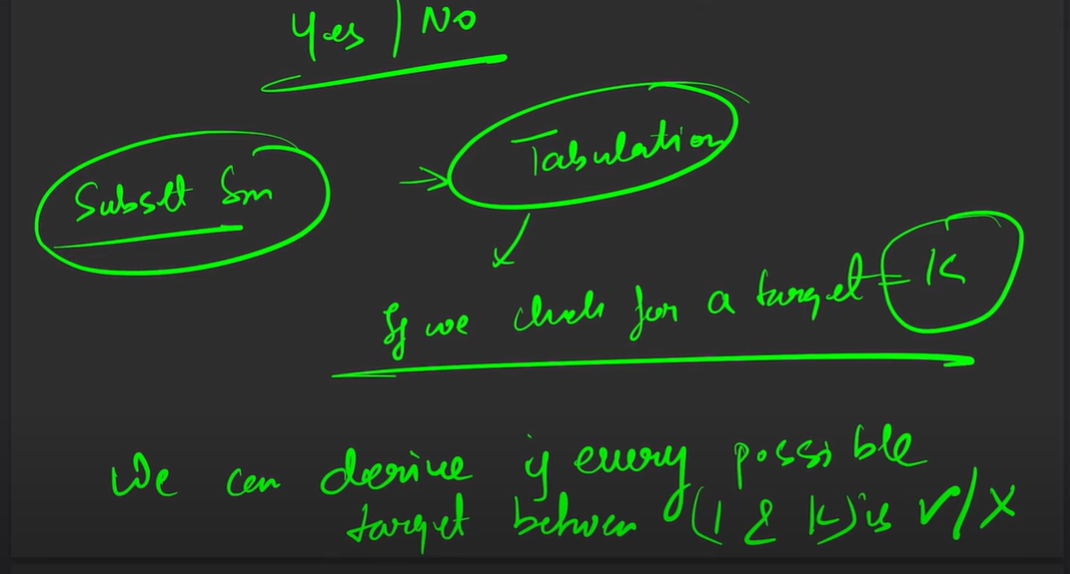 Yes | No
Subset Sum
→ Tabulation
If we check for a target = K
We can derive if every possible
target between (1 & K) is ✓/X